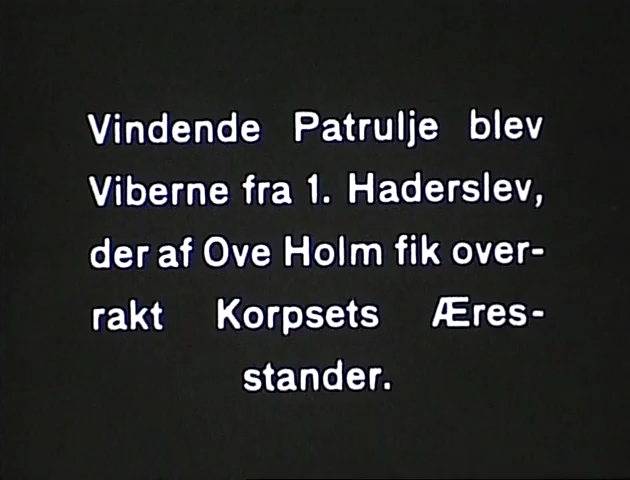 Vindende Patrulje blev
Viberne fra 1. Haderslev,
der af Ove Holm fik over-
rakt Korpsets Æres-
stander.